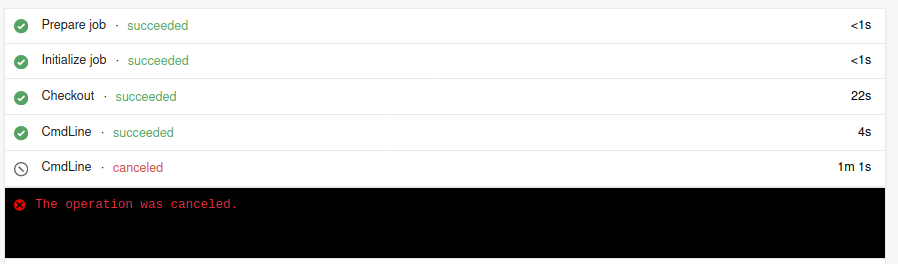 Prepare job · succeeded <1s
Initialize job · succeeded <1s
Checkout · succeeded 22s
CmdLine · succeeded 4s
CmdLine · canceled 1m 1s
The operation was canceled.